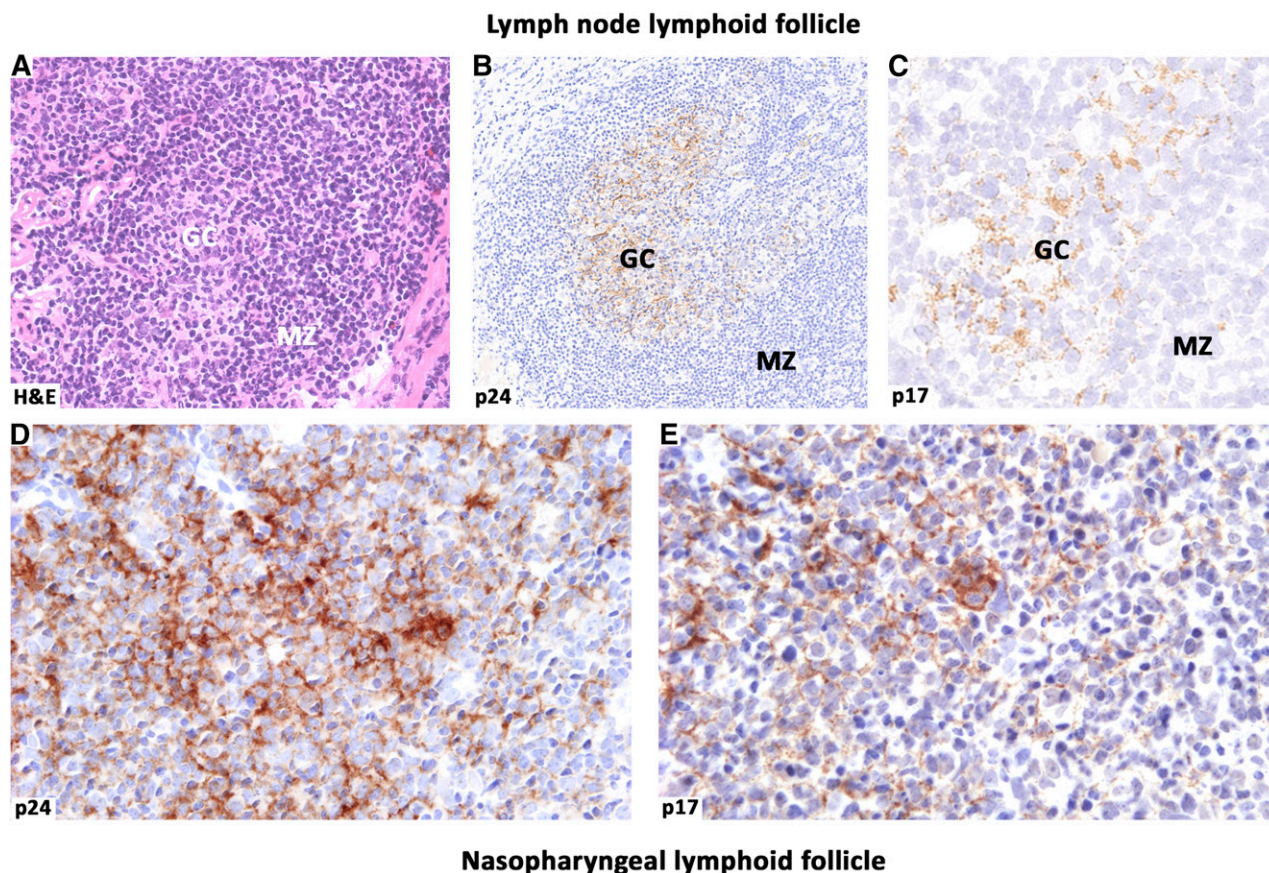 Lymph node lymphoid follicle
A
GC
MZ
H&E
B
GC
MZ
p24
C
GC
MZ
p17
D
p24
E
p17
Nasopharyngeal lymphoid follicle